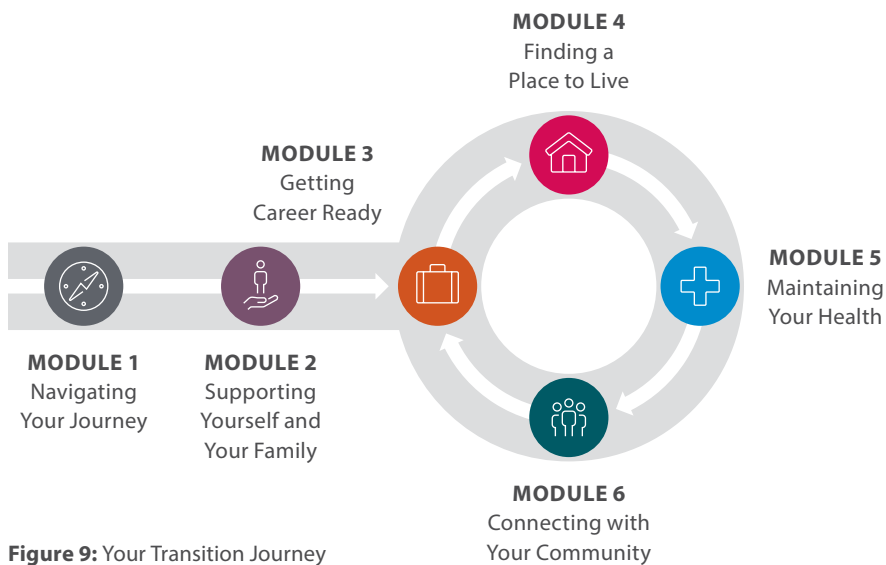 MODULE 4
Finding a
Place to Live
MODULE 3
Getting
Career Ready
MODULE 5
Maintaining
Your Health
MODULE 1
Navigating
Your Journey
MODULE 2
Supporting
Yourself and
Your Family
MODULE 6
Connecting with
Your Community
Figure 9: Your Transition Journey